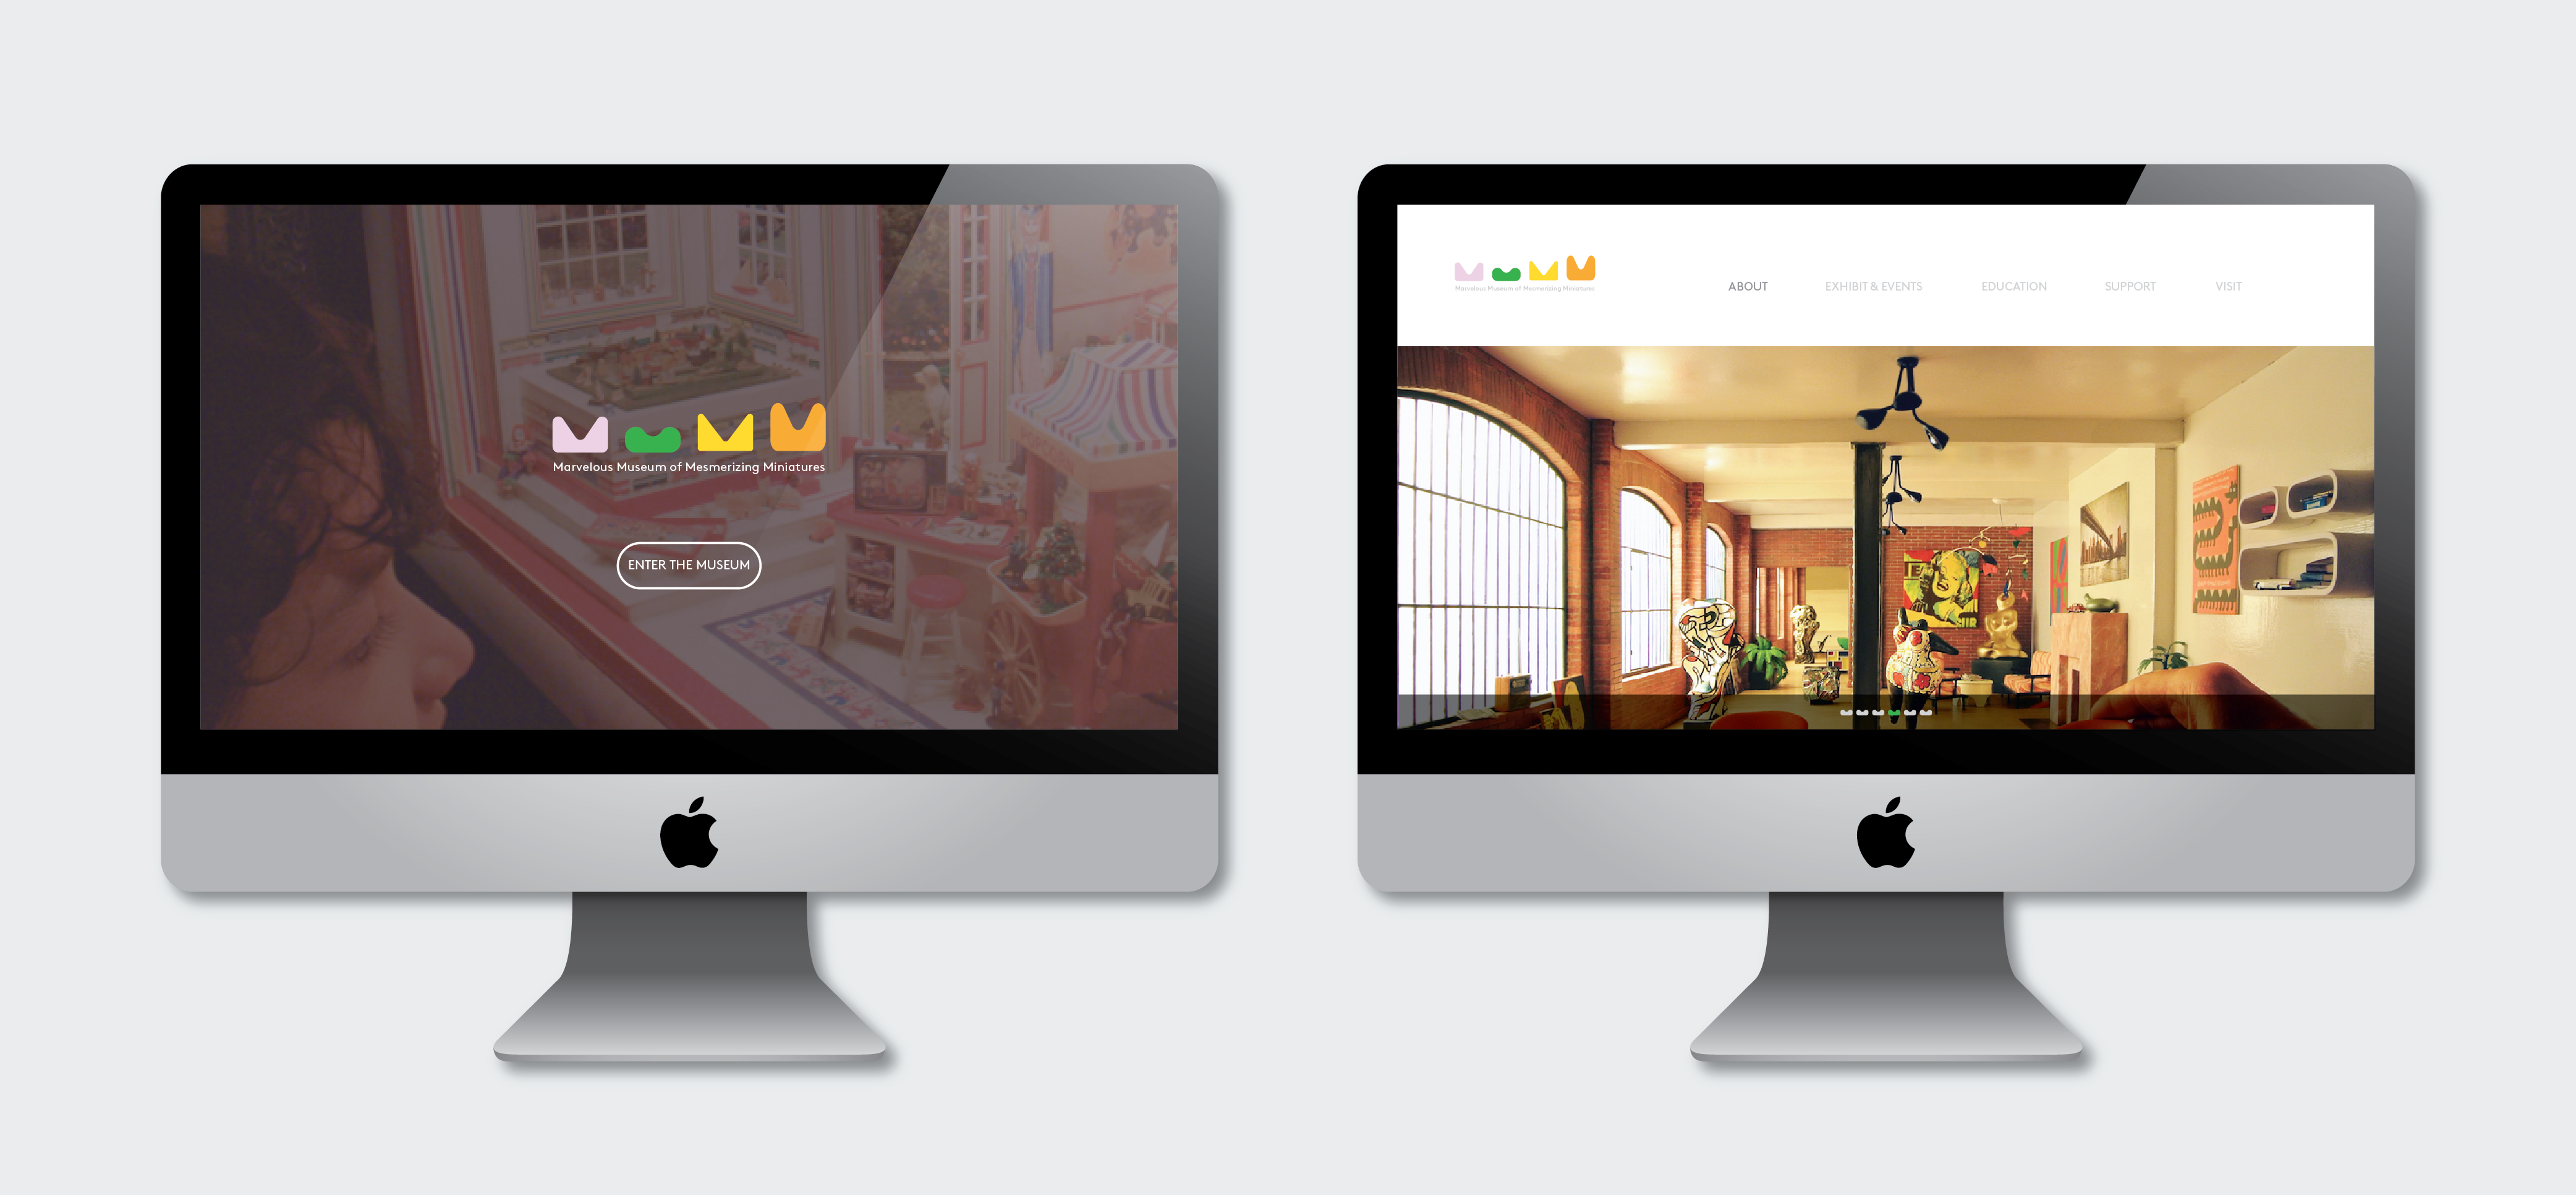 Marvelous Museum of Mesmerizing Miniatures
ENTER THE MUSEUM
Marvelous Museum of Mesmerizing Miniatures
ABOUT EXHIBIT & EVENTS EDUCATION SUPPORT VISIT